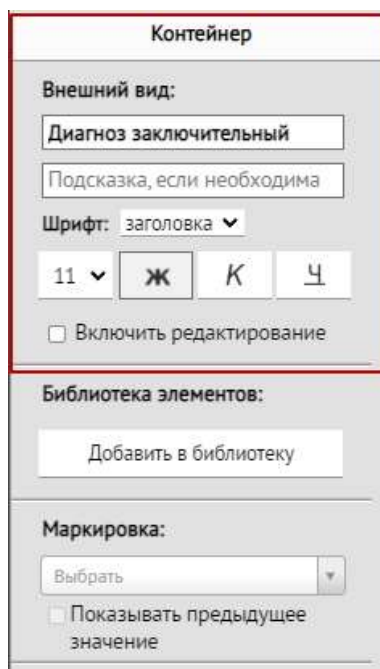 Контейнер
Внешний вид:
Диагноз заключительный
Подсказка, если необходима
Шрифт: заголовка
11 Ж К Ч
Включить редактирование
Библиотека элементов:
Добавить в библиотеку
Маркировка:
Выбрать
Показывать предыдущее
значение